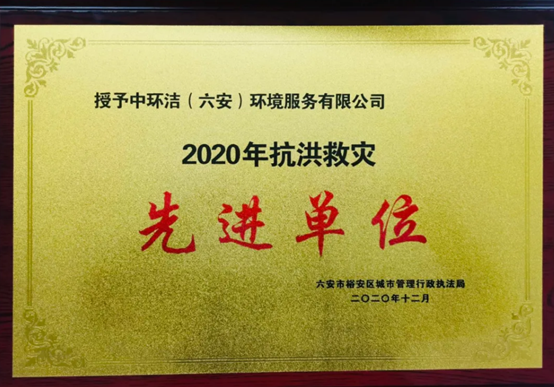 授予中环洁（六安）环境服务有限公司
2020年抗洪救灾
先进单位
六安市裕安区城市管理行政执法局
二〇二〇年十二月